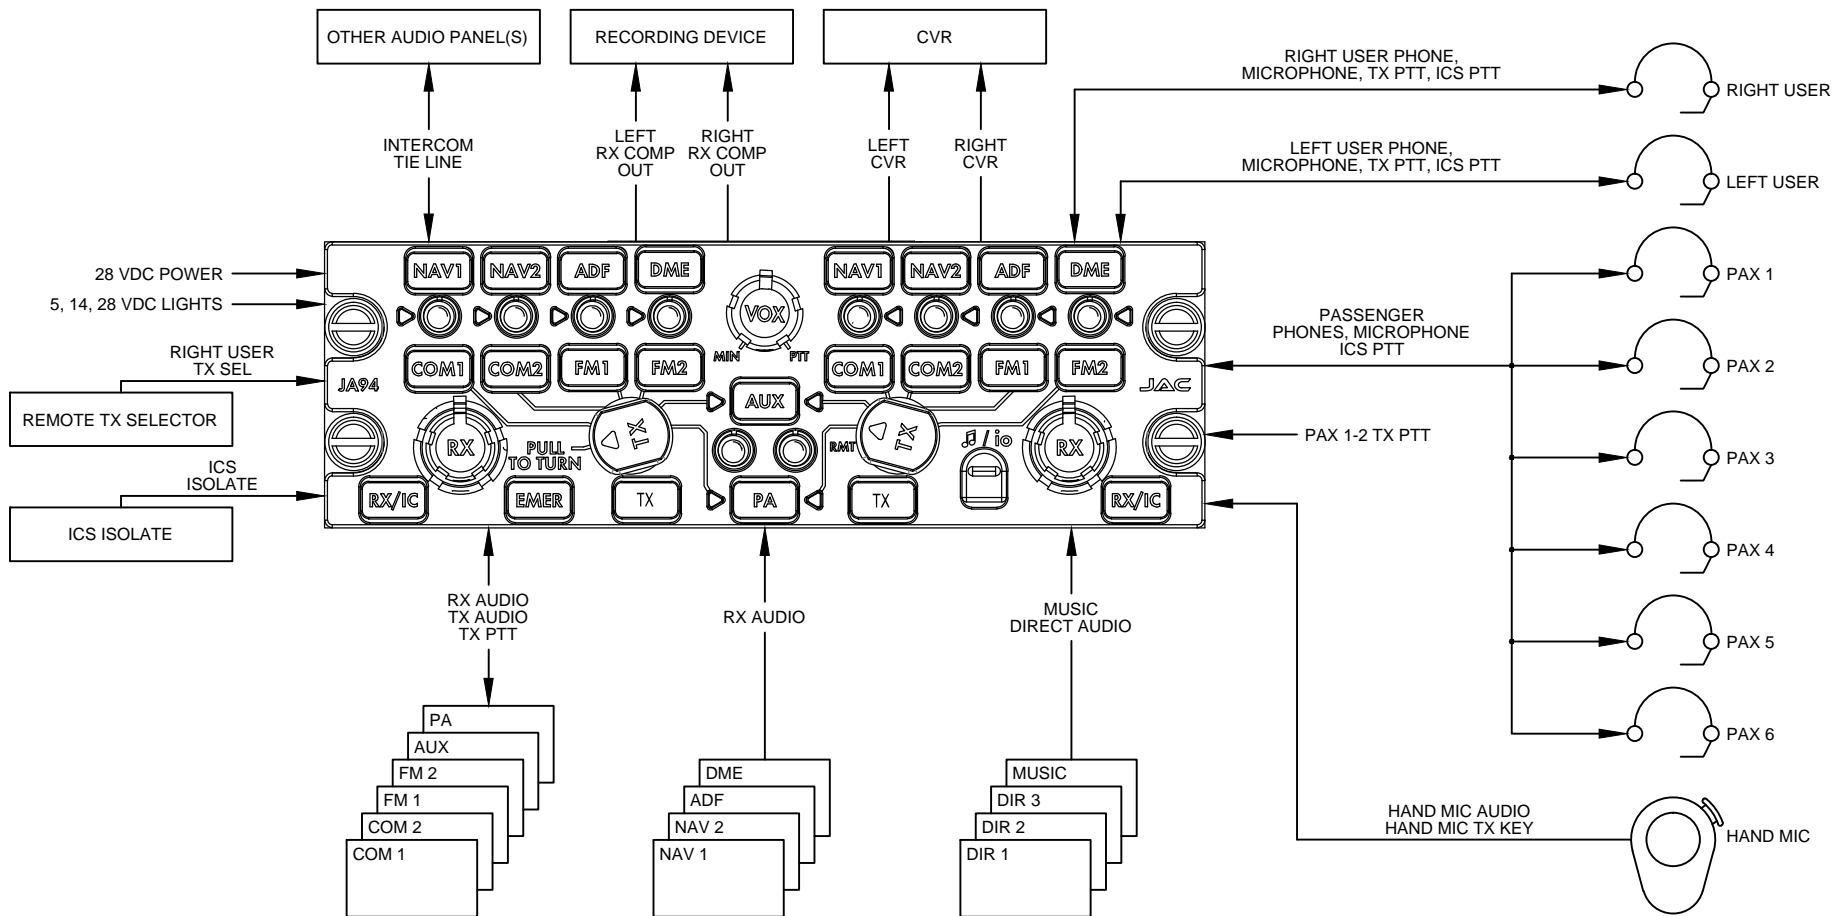 OTHER AUDIO PANEL(S)
RECORDING DEVICE
CVR
RIGHT USER PHONE,
MICROPHONE, TX PTT, ICS PTT
RIGHT USER
INTERCOM
TIE LINE
LEFT
RX COMP
OUT
RIGHT
RX COMP
OUT
LEFT
CVR
RIGHT
CVR
LEFT USER PHONE,
MICROPHONE, TX PTT, ICS PTT
LEFT USER
28 VDC POWER
5, 14, 28 VDC LIGHTS
RIGHT USER
TX SEL
REMOTE TX SELECTOR
ICS
ISOLATE
ICS ISOLATE
NAV1 NAV2 ADF DME
NAV1 NAV2 ADF DME
VOX
MIN PTT
COM1 COM2 FM1 FM2
COM1 COM2 FM1 FM2
JA94
JAC
AUX
RX
PULL
TO TURN
TX
RMT
TX
/ io
RX
RX/IC
EMER
TX
PA
TX
RX/IC
PASSENGER
PHONES, MICROPHONE
ICS PTT
PAX 1-2 TX PTT
PAX 1
PAX 2
PAX 3
PAX 4
PAX 5
PAX 6
RX AUDIO
TX AUDIO
TX PTT
RX AUDIO
MUSIC
DIRECT AUDIO
PA
AUX
FM 2
FM 1
COM 2
COM 1
DME
ADF
NAV 2
NAV 1
MUSIC
DIR 3
DIR 2
DIR 1
HAND MIC AUDIO
HAND MIC TX KEY
HAND MIC